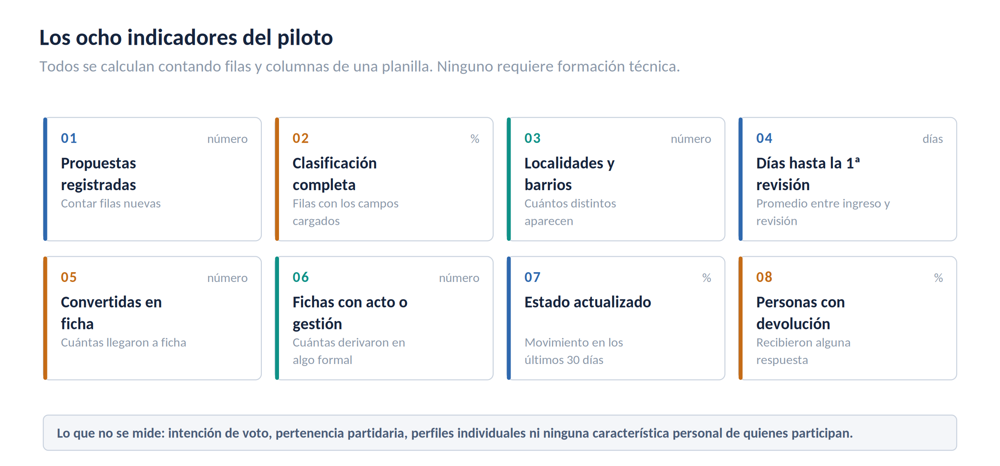 Los ocho indicadores del piloto
Todos se calculan contando filas y columnas de una planilla. Ninguno requiere formación técnica.
01
número
Propuestas
registradas
Contar filas nuevas
02
%
Clasificación
completa
Filas con los campos
cargados
03
número
Localidades y
barrios
Cuántos distintos
aparecen
04
días
Días hasta la 1ª
revisión
Promedio entre ingreso y
revisión
05
número
Convertidas en
ficha
Cuántas llegaron a ficha
06
número
Fichas con acto o
gestión
Cuántas derivaron en
algo formal
07
%
Estado actualizado
Movimiento en los
últimos 30 días
08
%
Personas con
devolución
Recibieron alguna
respuesta
Lo que no se mide: intención de voto, pertenencia partidaria, perfiles individuales ni ninguna característica personal de quienes participan.